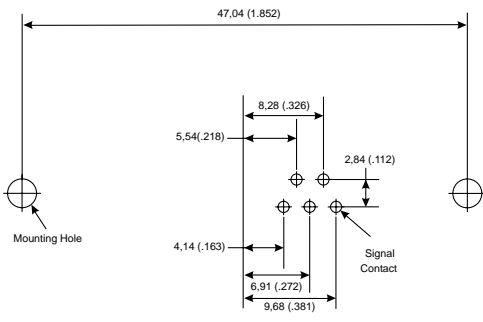 47,04 (1.852)
8,28 (.326)
5,54(.218)
2,84 (.112)
Mounting Hole
4,14 (.163)
Signal
Contact
6,91 (.272)
9,68 (.381)